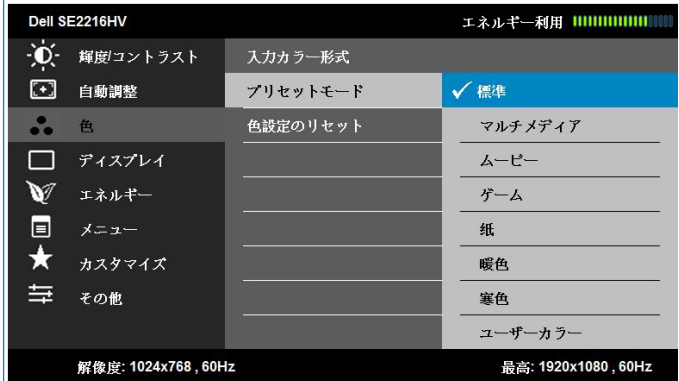 Dell SE2216HV
エネルギー利用
輝度/コントラスト
自動調整
色
ディスプレイ
エネルギー
メニュー
カスタマイズ
その他
入力カラー形式
プリセットモード
色設定のリセット
標準
マルチメディア
ムービー
ゲーム
纸
暖色
寒色
ユーザーカラー
解像度: 1024x768 , 60Hz
最高: 1920x1080 , 60Hz